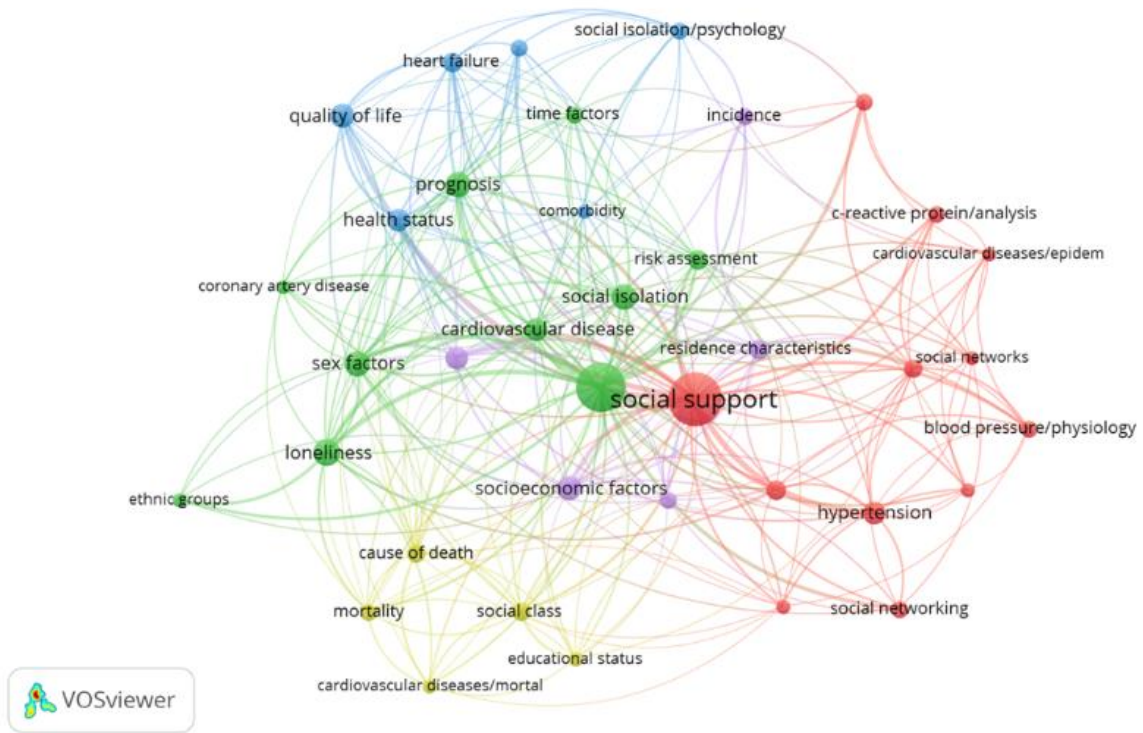 social isolation/psychology
heart failure
quality of life
time factors
incidence
prognosis
health status
comorbidity
c-reactive protein/analysis
cardiovascular diseases/epidem
risk assessment
coronary artery disease
social isolation
cardiovascular disease
residence characteristics
social networks
sex factors
social support
blood pressure/physiology
loneliness
socioeconomic factors
ethnic groups
hypertension
cause of death
mortality
social class
social networking
educational status
cardiovascular diseases/mortal
VOSviewer